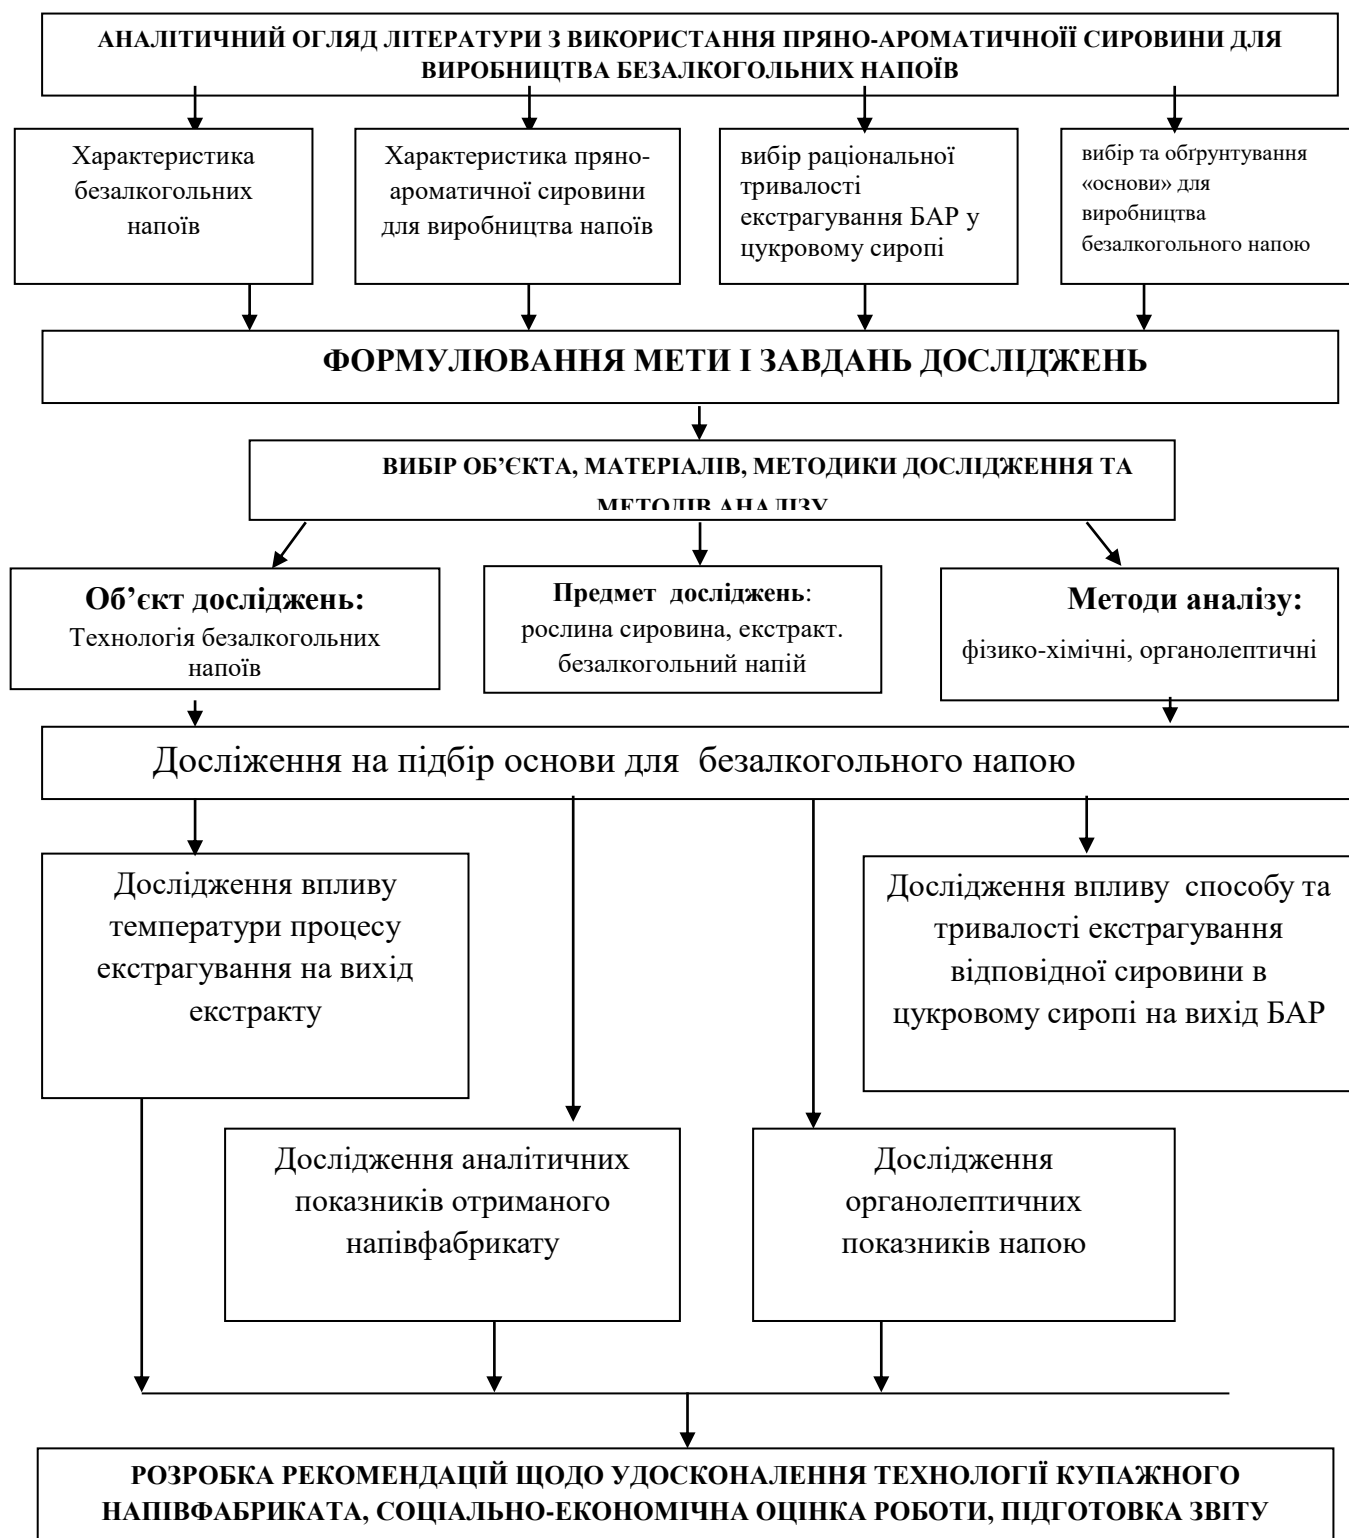 АНАЛІТИЧНИЙ ОГЛЯД ЛІТЕРАТУРИ З ВИКОРИСТАННЯ ПРЯНО-АРОМАТИЧНОЇЇ СИРОВИНИ ДЛЯ
ВИРОБНИЦТВА БЕЗАЛКОГОЛЬНИХ НАПОЇВ
Характеристика
безалкогольних
напоїв
Характеристика пряно-
ароматичної сировини
для виробництва напоїв
вибір раціональної
тривалості
екстрагування БАР у
цукровому сиропі
вибір та обґрунтування
«основи» для
виробництва
безалкогольного напою
ФОРМУЛЮВАННЯ МЕТИ І ЗАВДАНЬ ДОСЛІДЖЕНЬ
ВИБІР ОБ’ЄКТА, МАТЕРІАЛІВ, МЕТОДИКИ ДОСЛІДЖЕННЯ ТА
МЕТОДІВ АНАЛІЗУ
Об’єкт досліджень:
Технологія безалкогольних
напоїв
Предмет досліджень:
рослина сировина, екстракт.
безалкогольний напій
Методи аналізу:
фізико-хімічні, органолептичні
Досліження на підбір основи для безалкогольного напою
Дослідження впливу
температури процесу
екстрагування на вихід
екстракту
Дослідження впливу способу та
тривалості екстрагування
відповідної сировини в
цукровому сиропі на вихід БАР
Дослідження аналітичних
показників отриманого
напівфабрикату
Дослідження
органолептичних
показників напою
РОЗРОБКА РЕКОМЕНДАЦІЙ ЩОДО УДОСКОНАЛЕННЯ ТЕХНОЛОГІЇ КУПАЖНОГО
НАПІВФАБРИКАТА, СОЦІАЛЬНО-ЕКОНОМІЧНА ОЦІНКА РОБОТИ, ПІДГОТОВКА ЗВІТУ